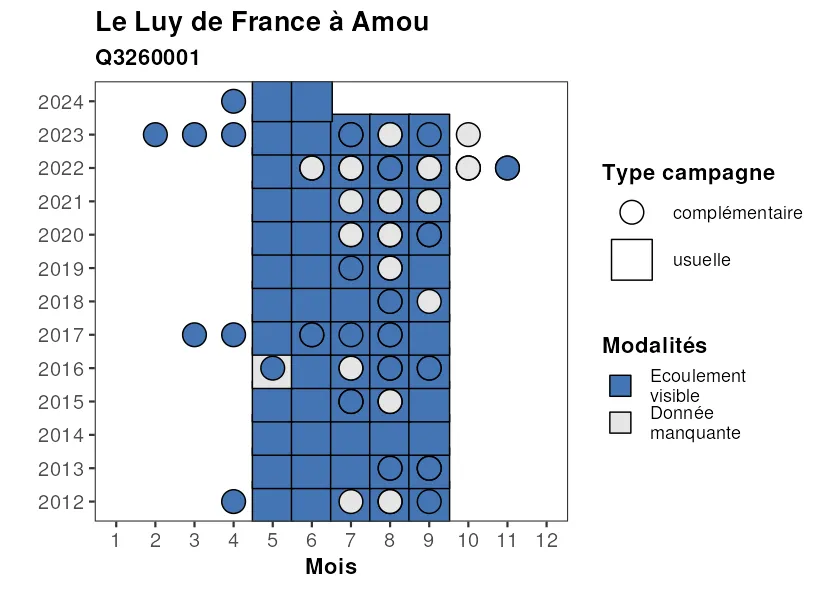 Le Luy de France à Amou
Q3260001
2024
2023
2022
2021
2020
2019
2018
2017
2016
2015
2014
2013
2012
1 2 3 4 5 6 7 8 9 10 11 12
Mois
Type campagne
complémentaire
usuelle
Modalités
Ecoulement
visible
Donnée
manquante